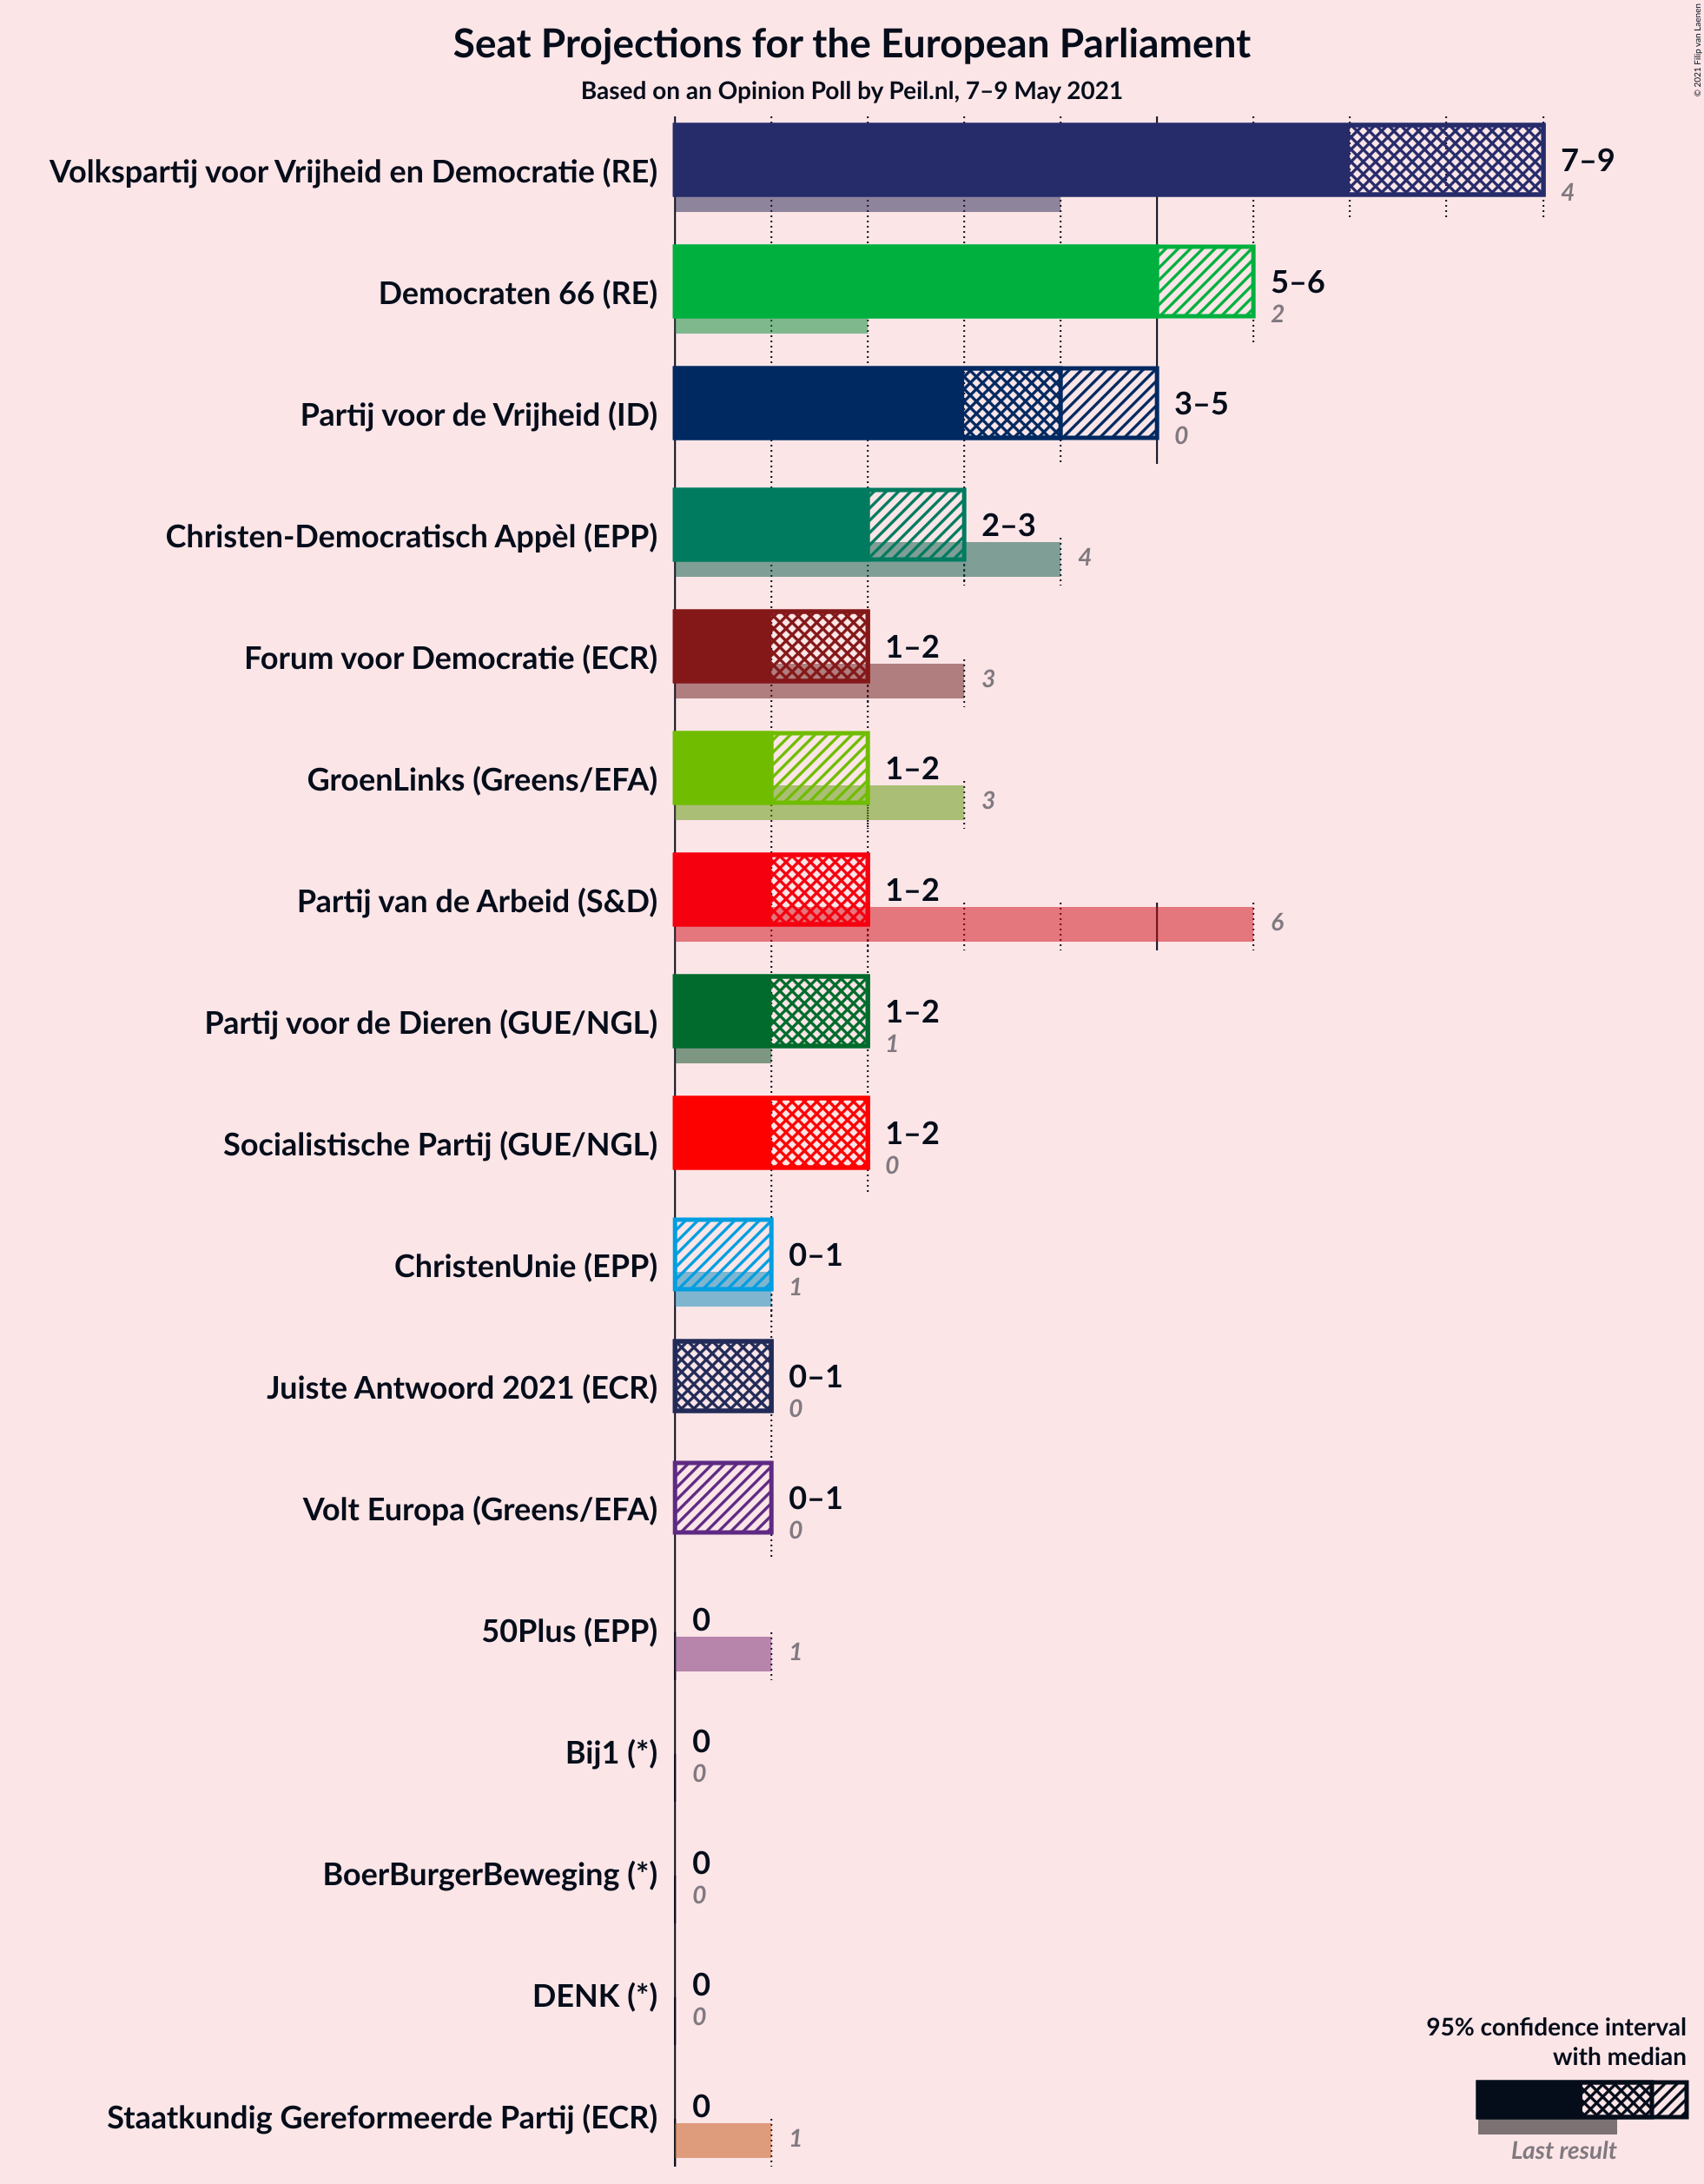 Seat Projections for the European Parliament
Based on an Opinion Poll by Peil.nl, 7–9 May 2021
© 2021 Filip van Laenen
Volkspartij voor Vrijheid en Democratie (RE)
7–9
4
Democraten 66 (RE)
5–6
2
Partij voor de Vrijheid (ID)
3–5
0
Christen-Democratisch Appèl (EPP)
2–3
4
Forum voor Democratie (ECR)
1–2
3
GroenLinks (Greens/EFA)
1–2
3
Partij van de Arbeid (S&D)
1–2
6
Partij voor de Dieren (GUE/NGL)
1–2
1
Socialistische Partij (GUE/NGL)
1–2
0
ChristenUnie (EPP)
0–1
1
Juiste Antwoord 2021 (ECR)
0–1
0
Volt Europa (Greens/EFA)
0–1
0
50Plus (EPP)
0
1
Bij1 (*)
0
0
BoerBurgerBeweging (*)
0
0
DENK (*)
0
0
Staatkundig Gereformeerde Partij (ECR)
0
1
95% confidence interval
with median
Last result